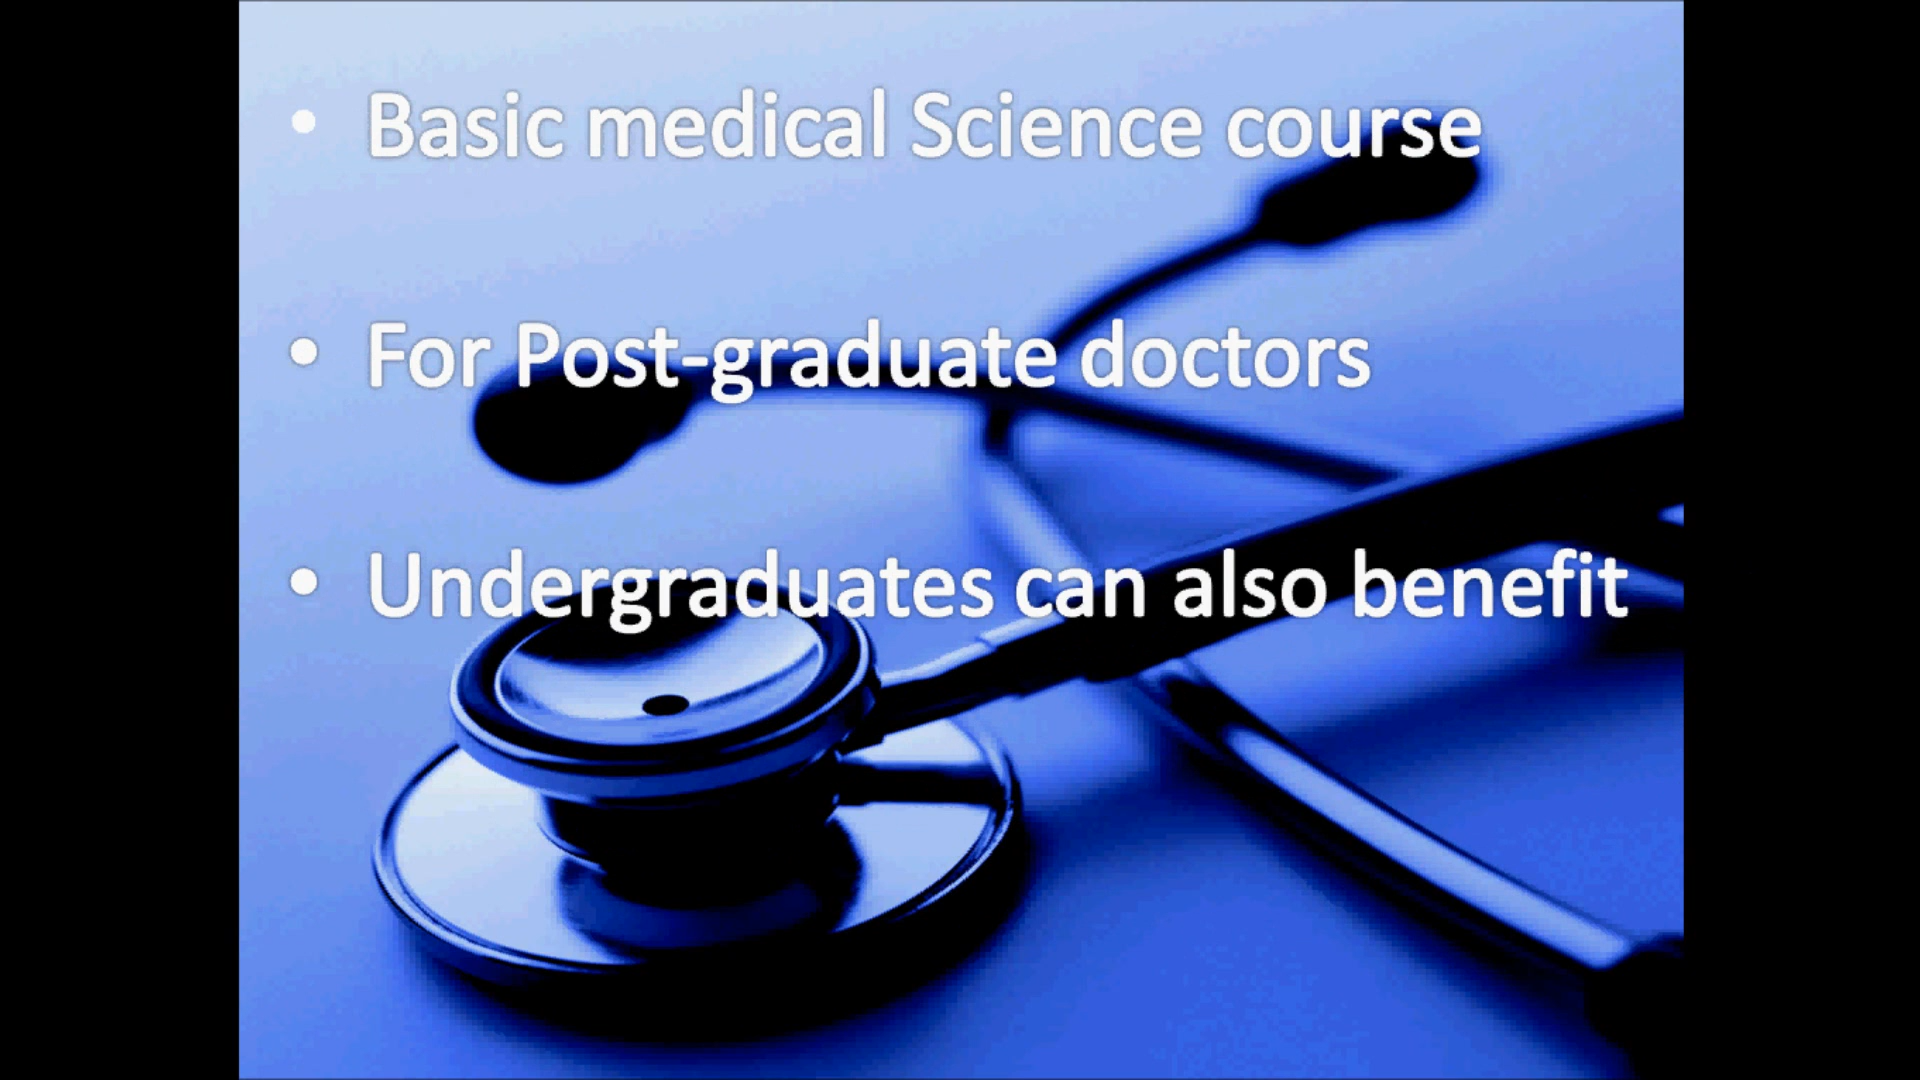 • Basic medical Science course
• For Post-graduate doctors
• Undergraduates can also benefit